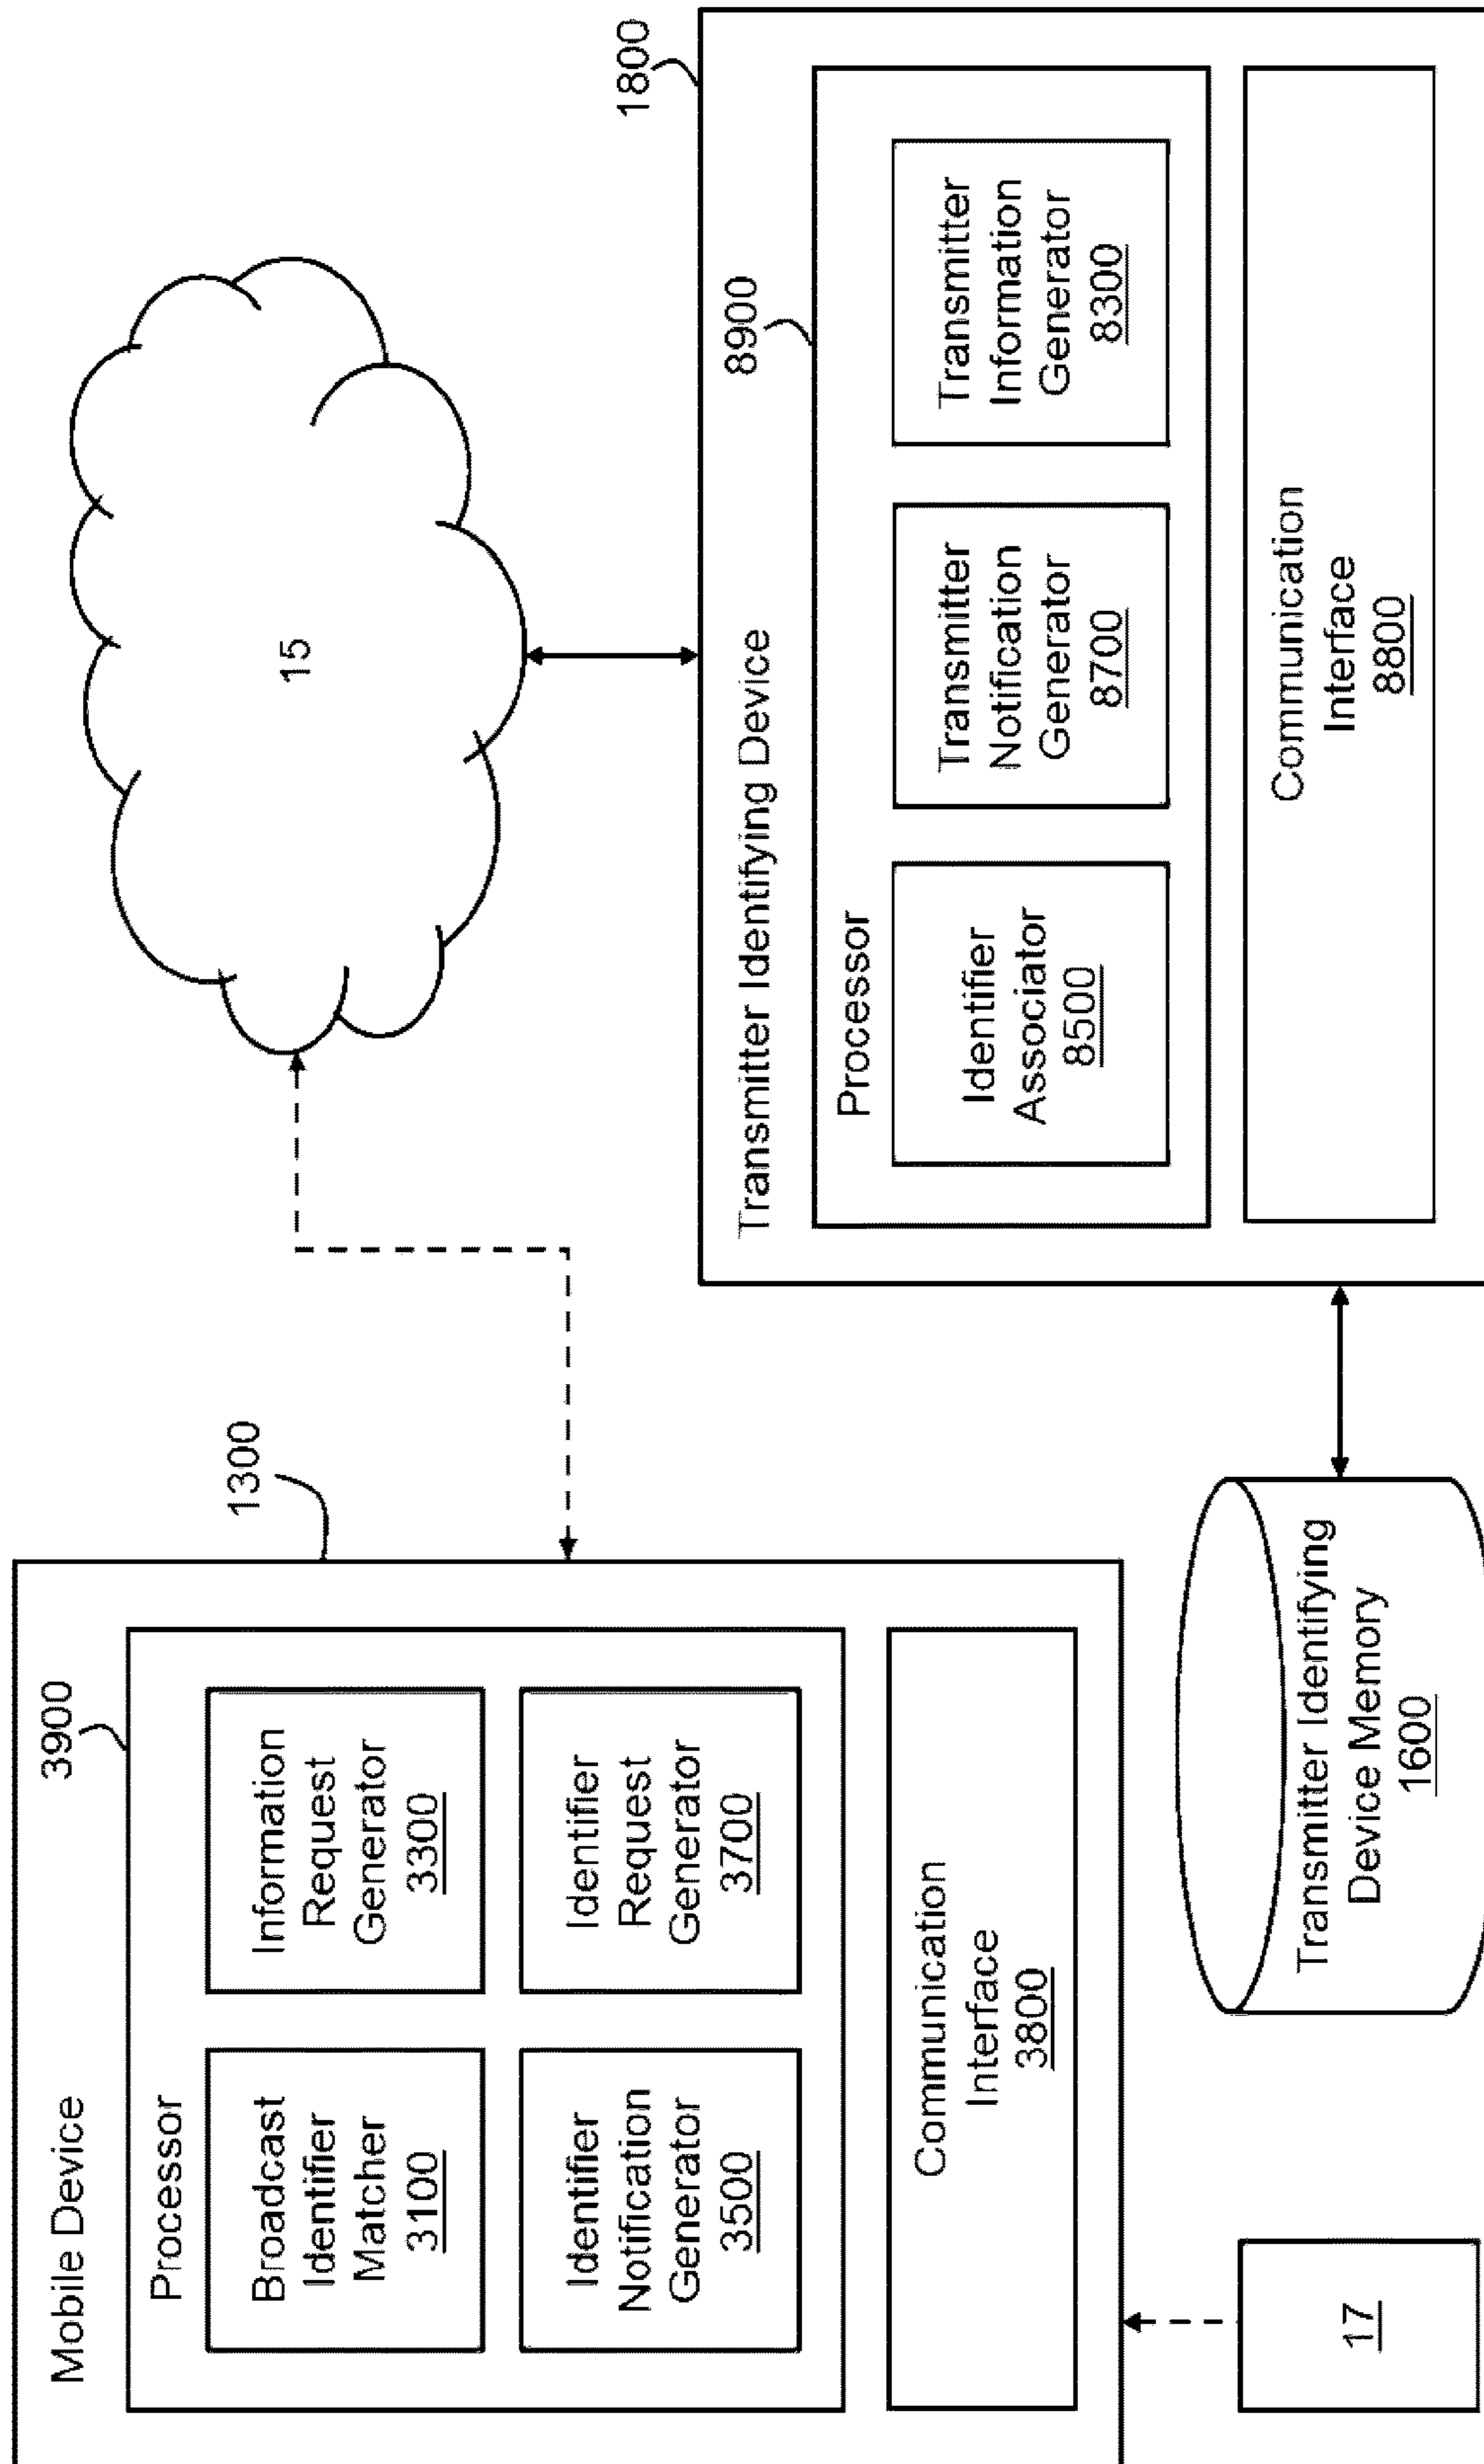 Mobile Device
1300
3900
Processor
Broadcast
Identifier
Matcher
3100
Information
Request
Generator
3300
Identifier
Notification
Generator
3500
Identifier
Request
Generator
3700
Communication
Interface
3800
17
15
Transmitter Identifying
Device Memory
1600
1800
Transmitter Identifying Device
8900
Processor
Identifier
Associator
8500
Transmitter
Notification
Generator
8700
Transmitter
Information
Generator
8300
Communication
Interface
8800